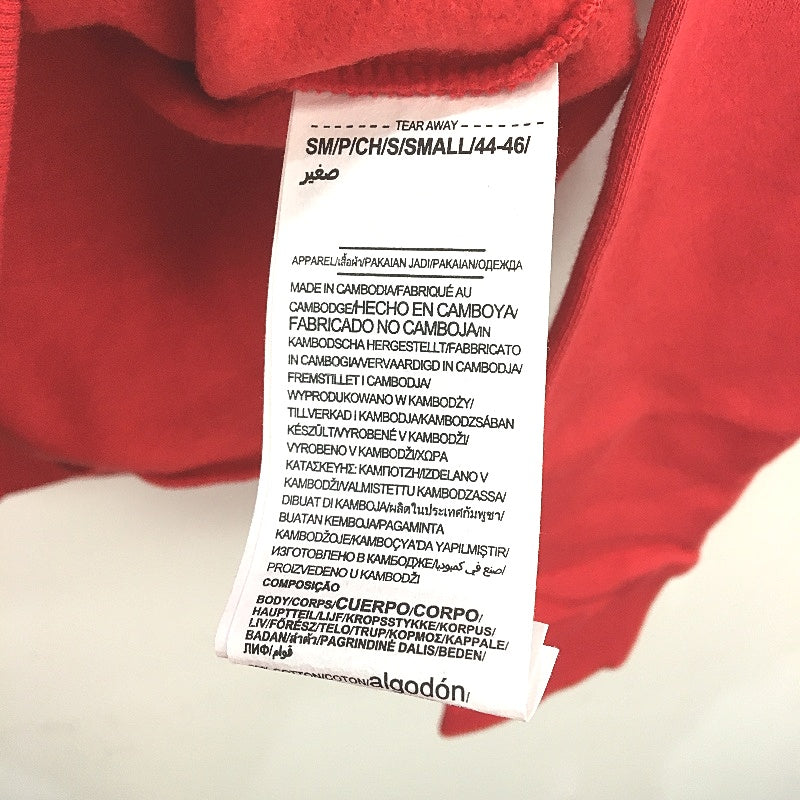 TEAR AWAY
SM/P/CH/S/SMALL/44-46/
صغير
APPAREL/เสื้อผ้า/PAKAIAN JADI/PAKAIAN/ОДЕЖДА
MADE IN CAMBODIA/FABRIQUÉ AU
CAMBODGE/HECHO EN CAMBOYA/
FABRICADO NO CAMBOJA/IN
KAMBODSCHA HERGESTELLT/FABBRICATO
IN CAMBOGIA/VERVAARDIGD IN CAMBODJA/
FREMSTILLET I CAMBODJA/
WYPRODUKOWANO W KAMBODŻY/
TILLVERKAD I KAMBODJA/KAMBODZSÁBAN
KÉSZÜLT/VYROBENÉ V KAMBODŽI/
VYROBENO V KAMBODŽI/ΧΩΡΑ
ΚΑΤΑΣΚΕΥΗΣ: ΚΑΜΠΟΤΖΗ/IZDELANO V
KAMBODŽI/VALMISTETTU KAMBODZASSA/
DIBUAT DI KAMBOJA/ผลิตในประเทศกัมพูชา/
BUATAN KEMBOJA/PAGAMINTA
KAMBODŽOJE/KAMBOÇYA'DA YAPILMIŞTIR/
ИЗГОТОВЛЕНО В КАМБОДЖЕ/صنع في كمبوديا/
PROIZVEDENO U KAMBODŽI
COMPOSIÇÃO
BODY/CORPS/CUERPO/CORPO/
HAUPTTEIL/LIJF/KROPSSTYKKE/KORPUS/
LIV/FŐRÉSZ/TELO/TRUP/ΚΟΡΜΟΣ/KAPPALE/
BADAN/ลำตัว/PAGRINDINĖ DALIS/BEDEN/
ЛИФ/قوام/
COTTON/COTON/algodón/